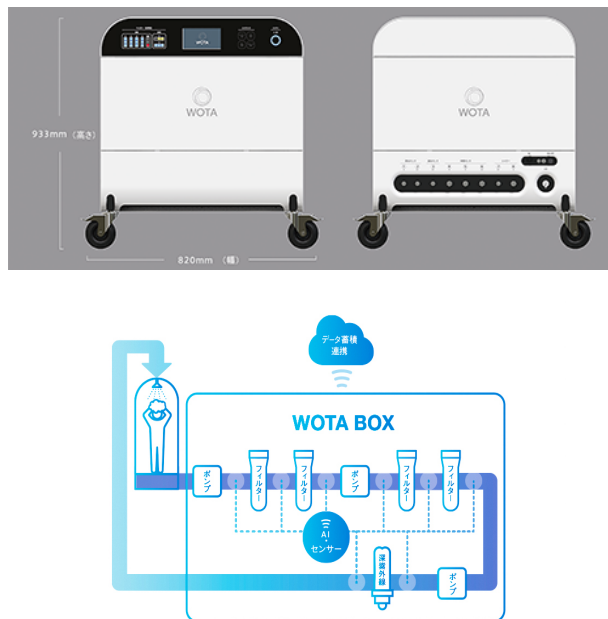 WOTA
WOTA
933mm（高さ）
820mm （幅）
データ蓄積
連携
WOTA BOX
ポンプ
フィルター
フィルター
ポンプ
フィルター
フィルター
AI
・
センサー
深紫外線
ポンプ